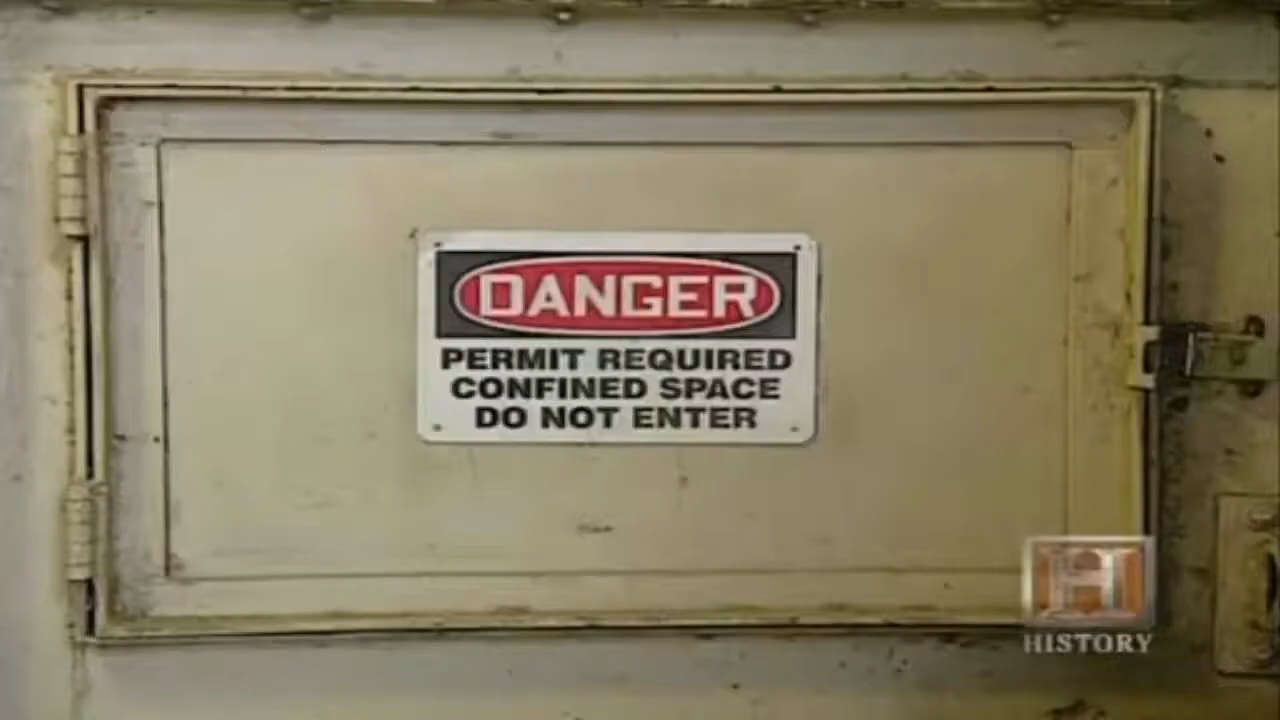 DANGER
PERMIT REQUIRED
CONFINED SPACE
DO NOT ENTER
H
HISTORY